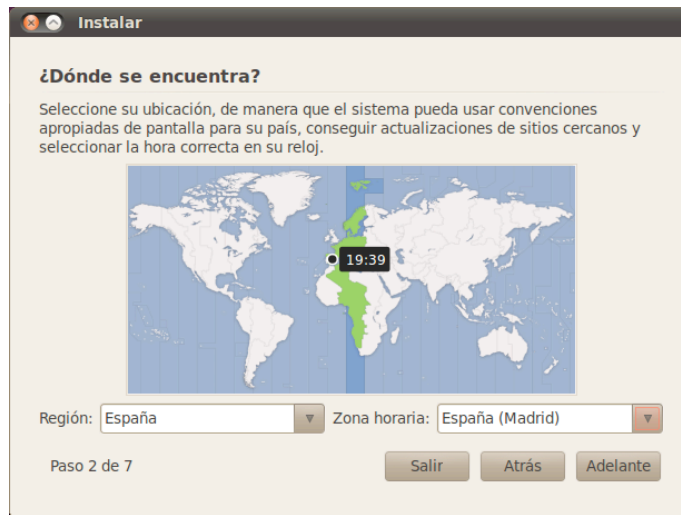 Instalar
¿Dónde se encuentra?
Seleccione su ubicación, de manera que el sistema pueda usar convenciones
apropiadas de pantalla para su país, conseguir actualizaciones de sitios cercanos y
seleccionar la hora correcta en su reloj.
19:39
Región: España Zona horaria: España (Madrid)
Paso 2 de 7 Salir Atrás Adelante